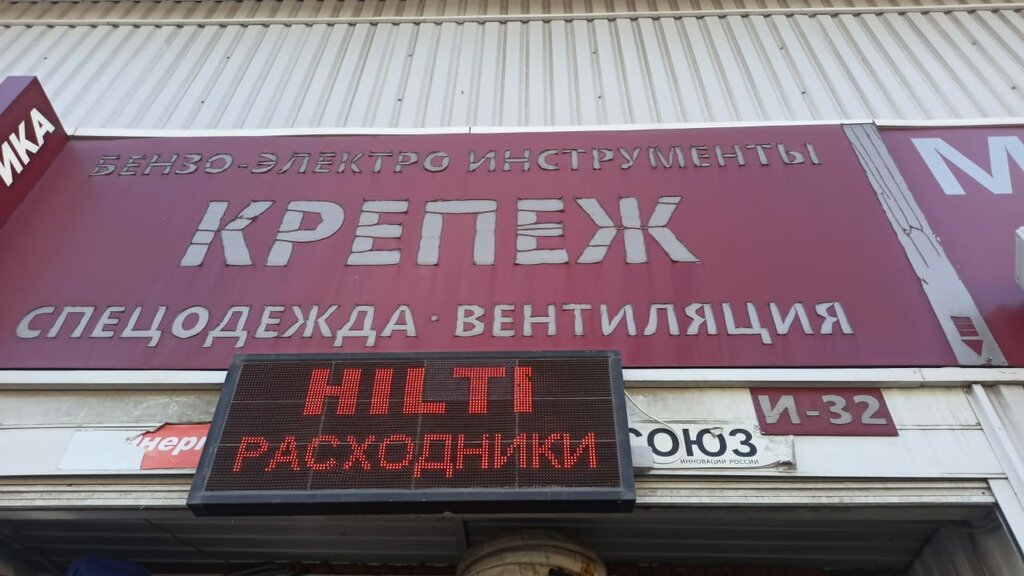 БЕНЗО-ЭЛЕКТРО ИНСТРУМЕНТЫ
КРЕПЕЖ
СПЕЦОДЕЖДА · ВЕНТИЛЯЦИЯ
HILTI
РАСХОДНИКИ
И-32
СОЮЗ
ИННОВАЦИИ РОССИИ